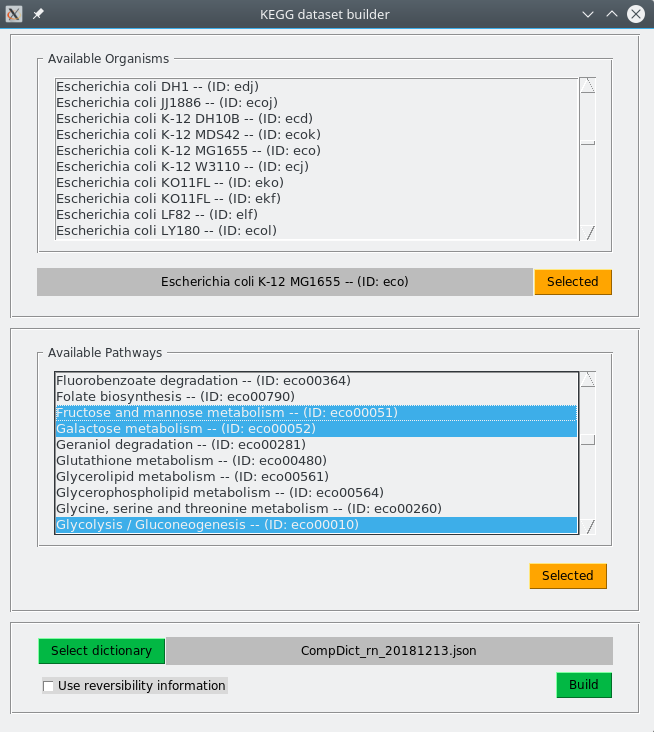 KEGG dataset builder
Available Organisms
Escherichia coli DH1 -- (ID: edj)
Escherichia coli JJ1886 -- (ID: ecoj)
Escherichia coli K-12 DH10B -- (ID: ecd)
Escherichia coli K-12 MDS42 -- (ID: ecok)
Escherichia coli K-12 MG1655 -- (ID: eco)
Escherichia coli K-12 W3110 -- (ID: ecj)
Escherichia coli KO11FL -- (ID: eko)
Escherichia coli KO11FL -- (ID: ekf)
Escherichia coli LF82 -- (ID: elf)
Escherichia coli LY180 -- (ID: ecol)
Escherichia coli K-12 MG1655 -- (ID: eco) Selected
Available Pathways
Fluorobenzoate degradation -- (ID: eco00364)
Folate biosynthesis -- (ID: eco00790)
Fructose and mannose metabolism -- (ID: eco00051)
Galactose metabolism -- (ID: eco00052)
Geraniol degradation -- (ID: eco00281)
Glutathione metabolism -- (ID: eco00480)
Glycerolipid metabolism -- (ID: eco00561)
Glycerophospholipid metabolism -- (ID: eco00564)
Glycine, serine and threonine metabolism -- (ID: eco00260)
Glycolysis / Gluconeogenesis -- (ID: eco00010)
Selected
Select dictionary CompDict_rn_20181213.json
Use reversibility information Build